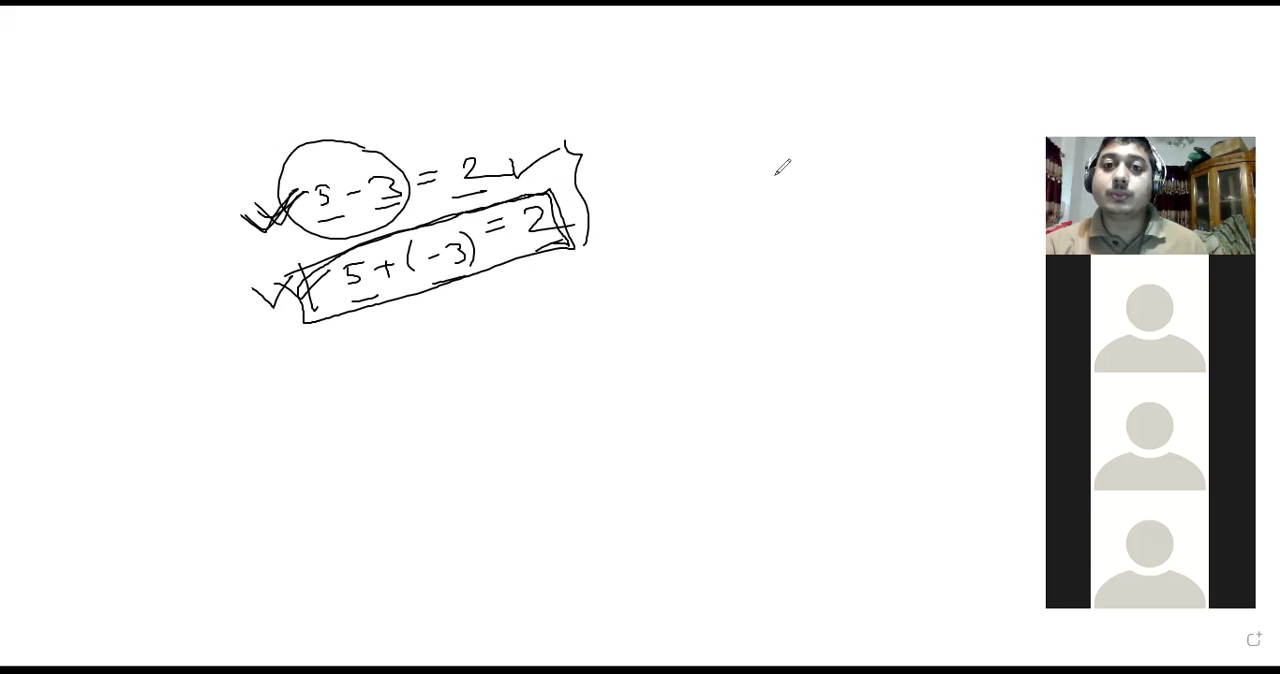 5 - 3 = 2
5 + (-3) = 2